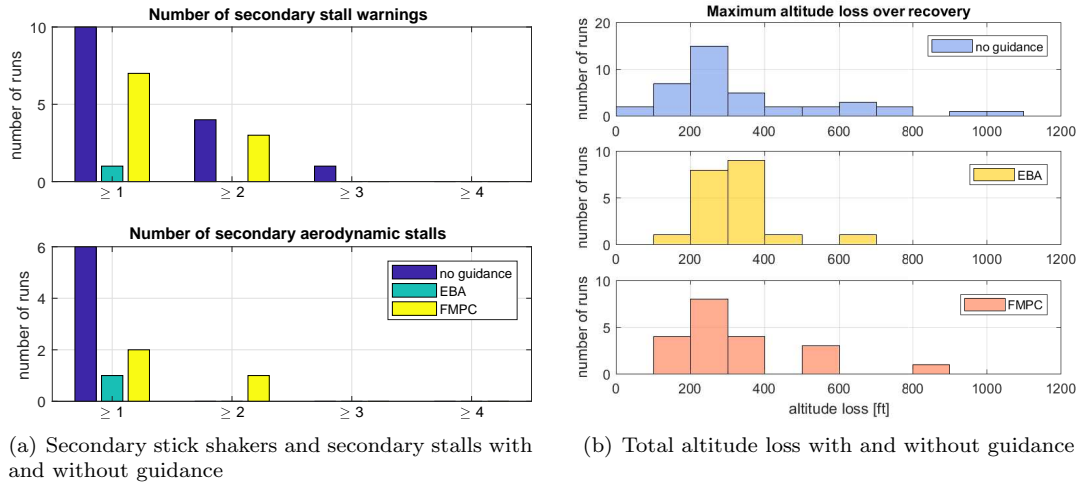 Number of secondary stall warnings
10
5
0
number of runs
≥ 1
≥ 2
≥ 3
≥ 4
Number of secondary aerodynamic stalls
6
4
2
0
number of runs
no guidance
EBA
FMPC
≥ 1
≥ 2
≥ 3
≥ 4
(a) Secondary stick shakers and secondary stalls with
and without guidance
Maximum altitude loss over recovery
20
10
0
number of runs
no guidance
200
400
600
800
1000
1200
10
5
0
number of runs
EBA
0
200
400
600
800
1000
1200
10
5
0
number of runs
FMPC
0
200
400
600
800
1000
1200
altitude loss [ft]
(b) Total altitude loss with and without guidance